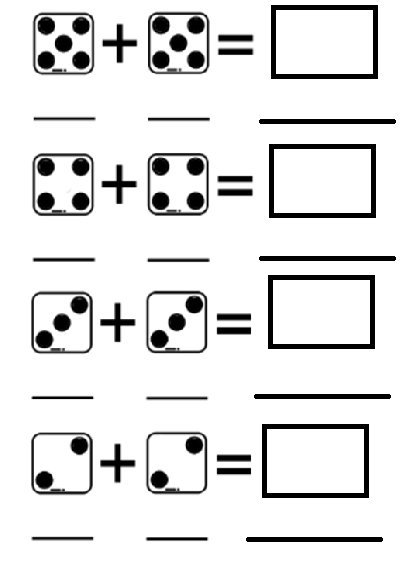 + =
+ =
+ =
+ =